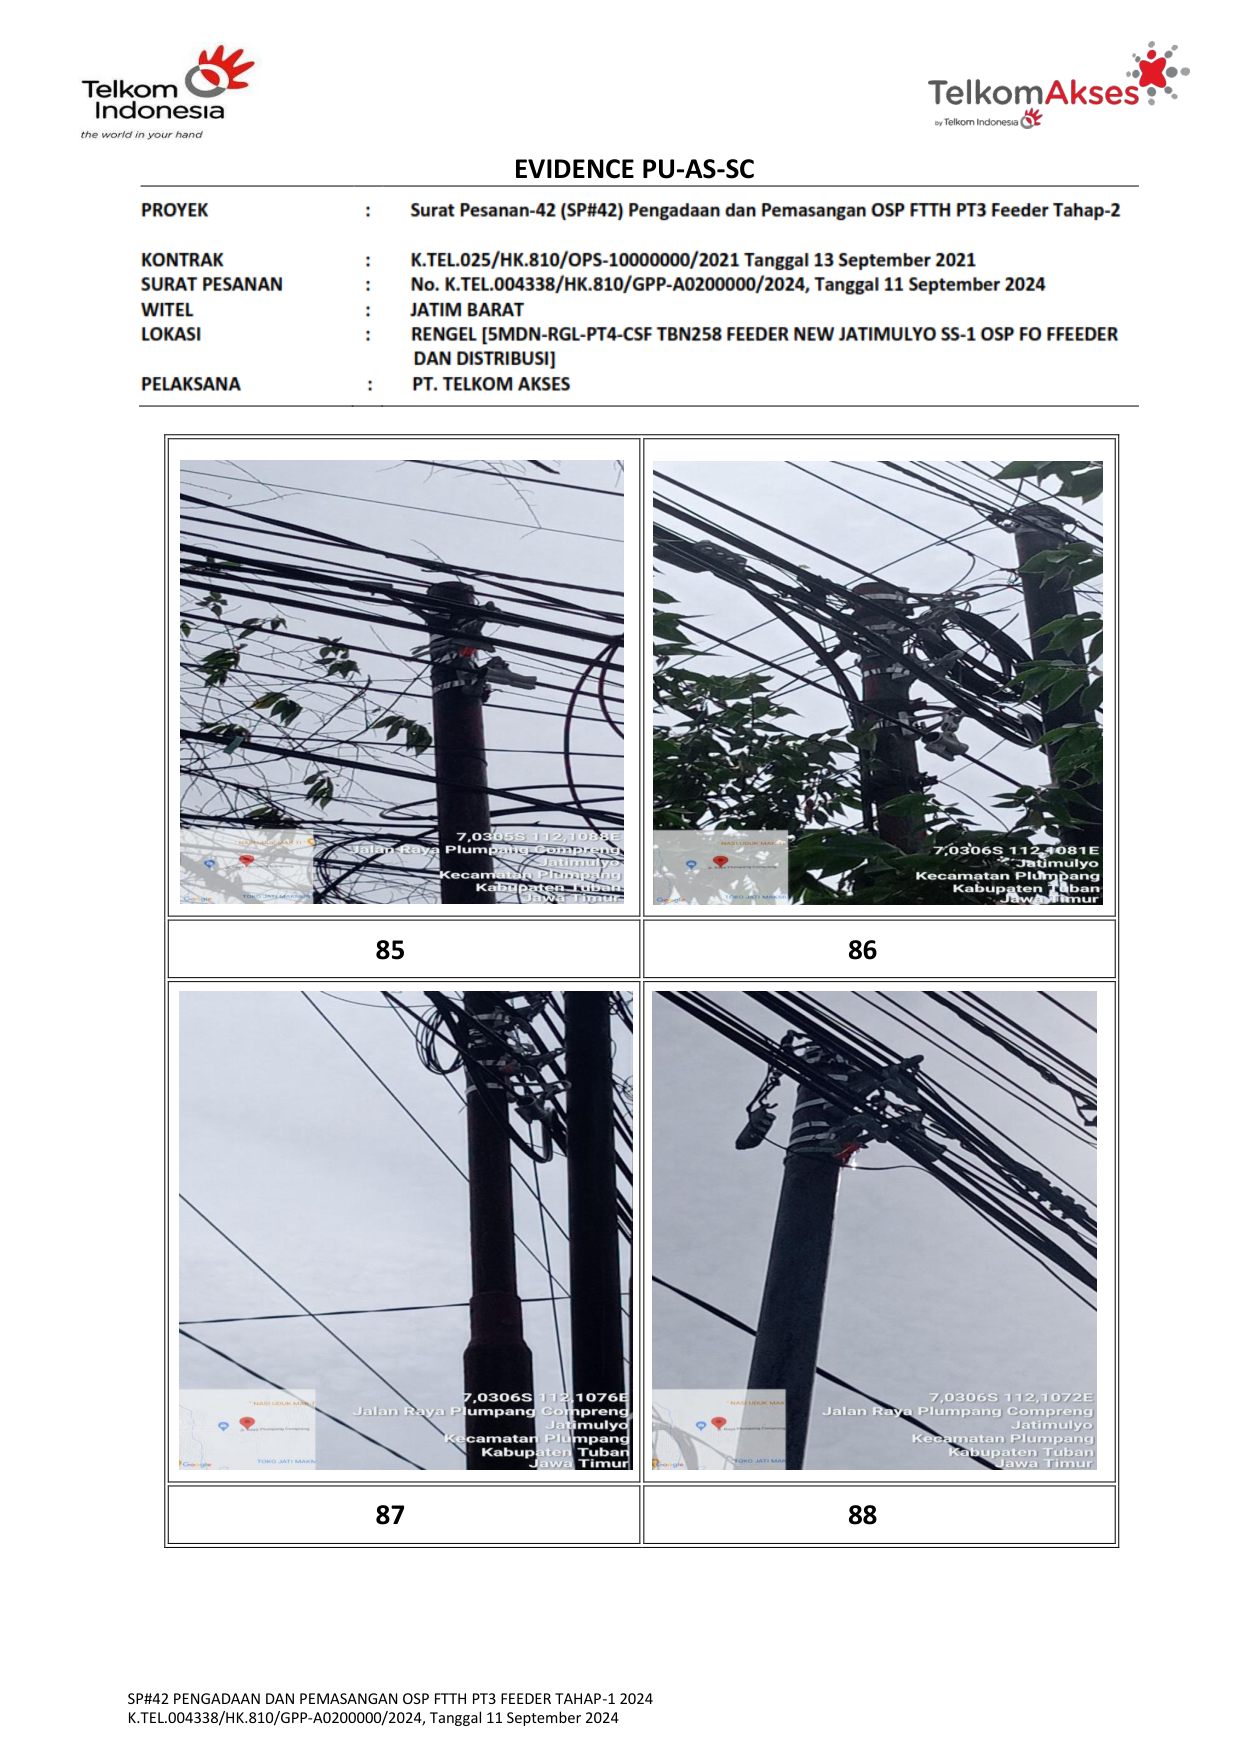 Telkom
Indonesia
the world in your hand
TelkomAkses
by Telkom Indonesia
EVIDENCE PU-AS-SC
PROYEK : Surat Pesanan-42 (SP#42) Pengadaan dan Pemasangan OSP FTTH PT3 Feeder Tahap-2
KONTRAK : K.TEL.025/HK.810/OPS-10000000/2021 Tanggal 13 September 2021
SURAT PESANAN : No. K.TEL.004338/HK.810/GPP-A0200000/2024, Tanggal 11 September 2024
WITEL : JATIM BARAT
LOKASI : RENGEL [5MDN-RGL-PT4-CSF TBN258 FEEDER NEW JATIMULYO SS-1 OSP FO FFEEDER
DAN DISTRIBUSI]
PELAKSANA : PT. TELKOM AKSES
7,0305S 112,1088E
Jalan Raya Plumpang Compreng
Jatimulyo
Kecamatan Plumpang
Kabupaten Tuban
Jawa Timur
Google
7,0306S 112,1081E
Jatimulyo
Kecamatan Plumpang
Kabupaten Tuban
Jawa Timur
Google
85
86
7,0306S 112,1076E
Jalan Raya Plumpang Compreng
Jatimulyo
Kecamatan Plumpang
Kabupaten Tuban
Jawa Timur
Google
7,0306S 112,1072E
Jalan Raya Plumpang Compreng
Jatimulyo
Kecamatan Plumpang
Kabupaten Tuban
Jawa Timur
Google
87
88
SP#42 PENGADAAN DAN PEMASANGAN OSP FTTH PT3 FEEDER TAHAP-1 2024
K.TEL.004338/HK.810/GPP-A0200000/2024, Tanggal 11 September 2024